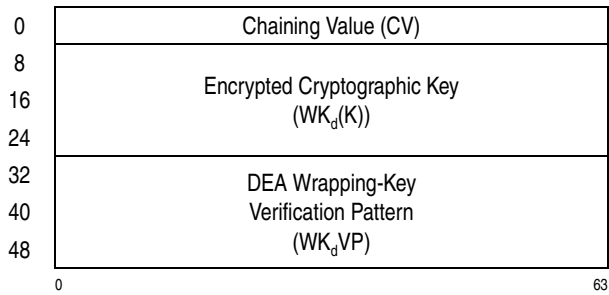 0 Chaining Value (CV)
8
Encrypted Cryptographic Key
16
(WKd(K))
24
32
DEA Wrapping-Key
40 Verification Pattern
48 (WKdVP)
0 63